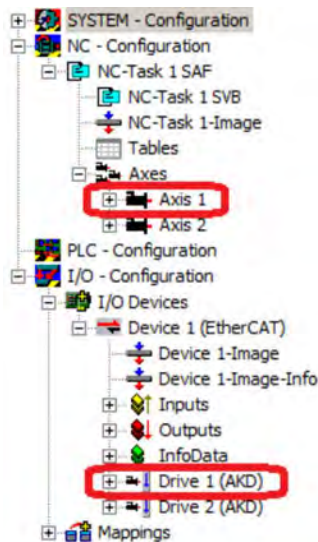 SYSTEM - Configuration
NC - Configuration
NC-Task 1 SAF
NC-Task 1 SVB
NC-Task 1-Image
Tables
Axes
Axis 1
Axis 2
PLC - Configuration
I/O - Configuration
I/O Devices
Device 1 (EtherCAT)
Device 1-Image
Device 1-Image-Info
Inputs
Outputs
InfoData
Drive 1 (AKD)
Drive 2 (AKD)
Mappings